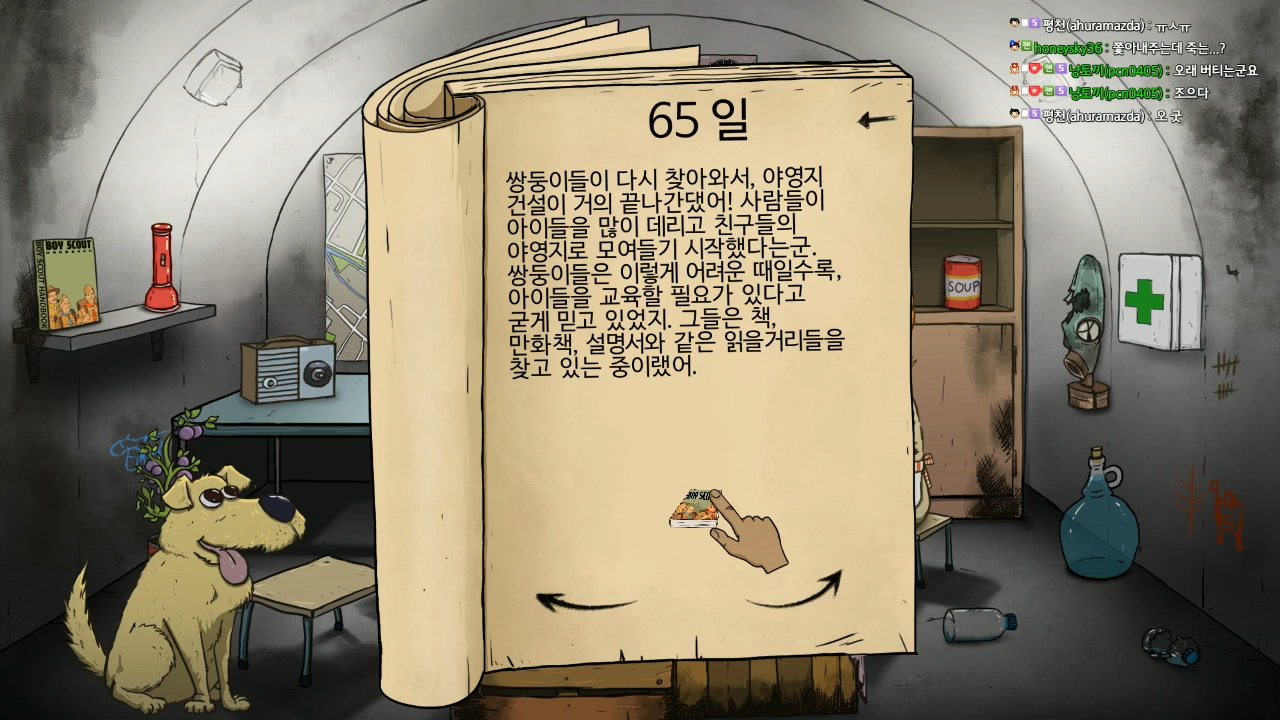 65 일
쌍둥이들이 다시 찾아와서, 야영지
건설이 거의 끝나간댔어! 사람들이
아이들을 많이 데리고 친구들의
야영지로 모여들기 시작했다는군.
쌍둥이들은 이렇게 어려운 때일수록,
아이들을 교육할 필요가 있다고
굳게 믿고 있었지. 그들은 책,
만화책, 설명서와 같은 읽을거리들을
찾고 있는 중이랬어.
평천(ahuramazda) : ㅠㅅㅠ
honeysky36 : 쫓아내주는데 죽는...?
냥토끼(pcn0405) : 오래 버티는군요
냥토끼(pcn0405) : 조으다
평천(ahuramazda) : 오 굿
BOY SCOUT
BOY SCOUT HANDBOOK
SOUP